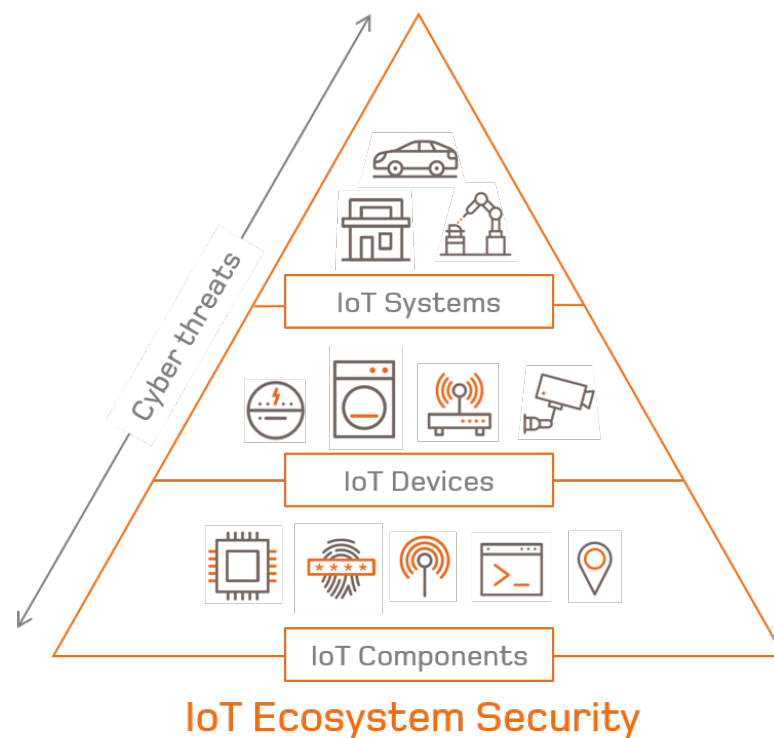 Cyber threats
IoT Systems
IoT Devices
* * * *
>_
IoT Components
IoT Ecosystem Security